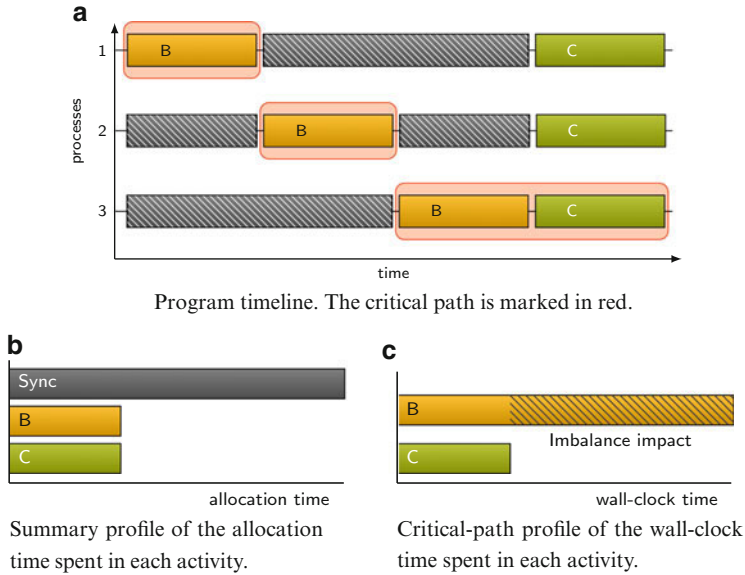 a
processes
1
B
C
2
B
C
3
B
C
time
Program timeline. The critical path is marked in red.
b
Sync
B
C
allocation time
Summary profile of the allocation
time spent in each activity.
c
B
Imbalance impact
C
wall-clock time
Critical-path profile of the wall-clock
time spent in each activity.